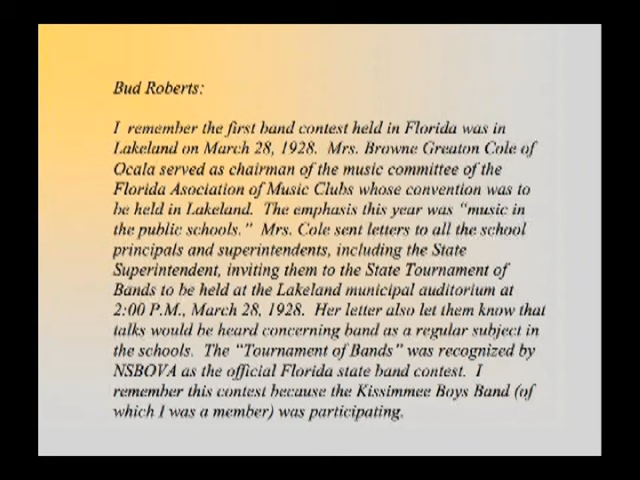 Bud Roberts:
I remember the first band contest held in Florida was in
Lakeland on March 28, 1928. Mrs. Browne Greaton Cole of
Ocala served as chairman of the music committee of the
Florida Asociation of Music Clubs whose convention was to
be held in Lakeland. The emphasis this year was "music in
the public schools." Mrs. Cole sent letters to all the school
principals and superintendents, including the State
Superintendent, inviting them to the State Tournament of
Bands to be held at the Lakeland municipal auditorium at
2:00 P.M., March 28, 1928. Her letter also let them know that
talks would be heard concerning band as a regular subject in
the schools. The "Tournament of Bands" was recognized by
NSBOVA as the official Florida state band contest. I
remember this contest because the Kissimmee Boys Band (of
which I was a member) was participating.